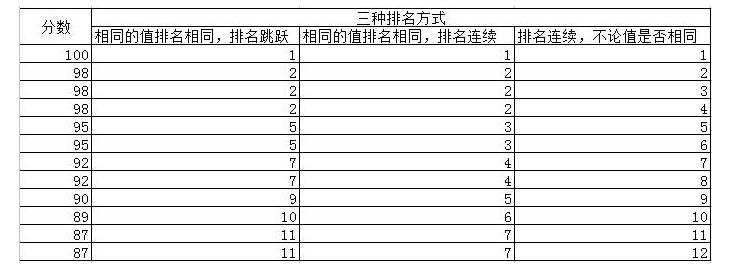 分数 三种排名方式
相同的值排名相同，排名跳跃 相同的值排名相同，排名连续 排名连续，不论值是否相同
100 1 1 1
98 2 2 2
98 2 2 3
98 2 2 4
95 5 3 5
95 5 3 6
92 7 4 7
92 7 4 8
90 9 5 9
89 10 6 10
87 11 7 11
87 11 7 12